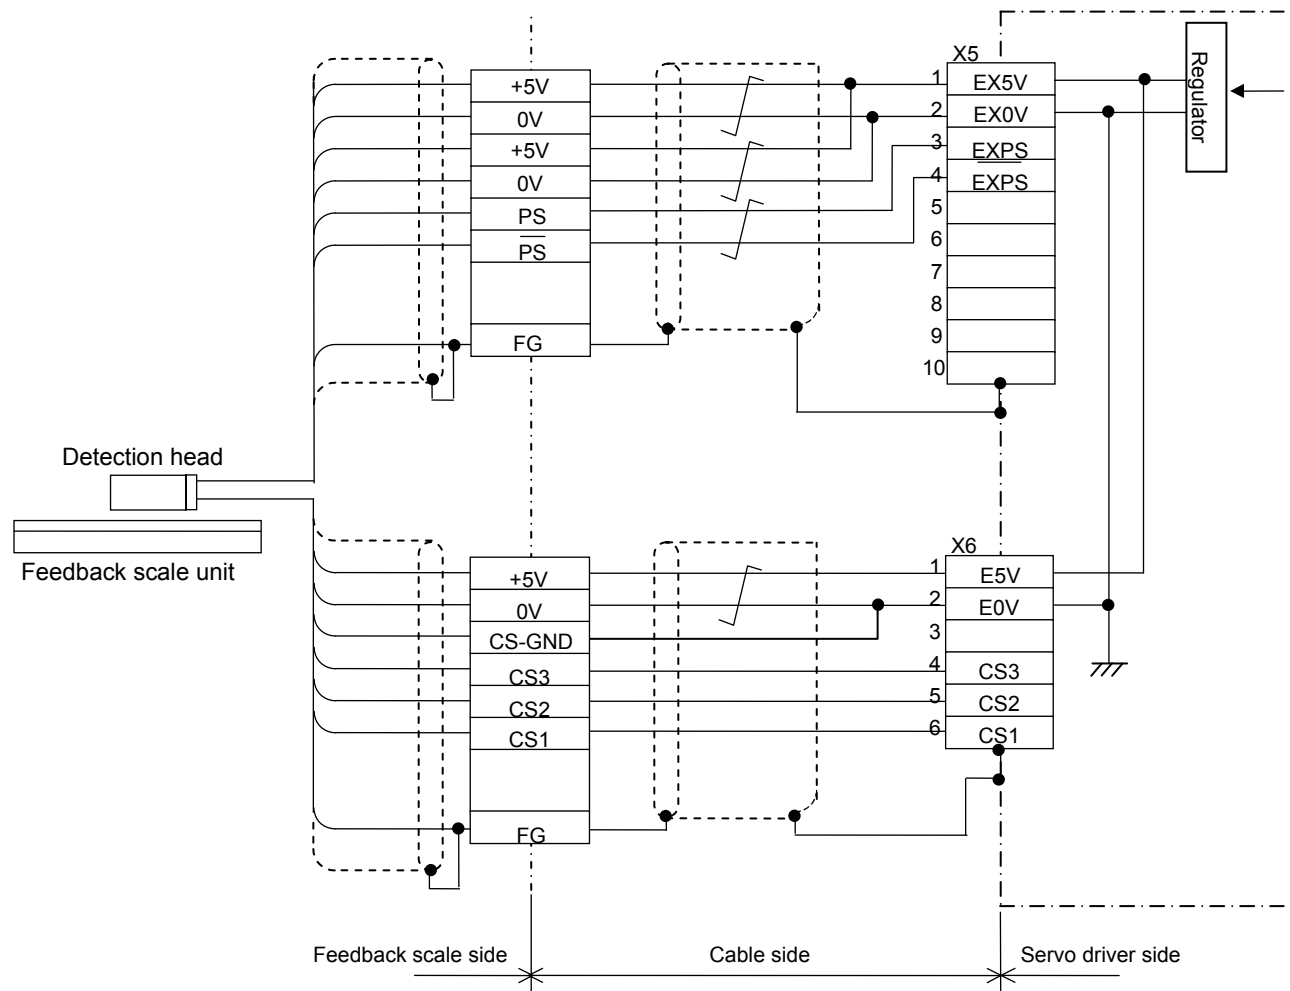 X5
Regulator
+5V
1
EX5V
0V
2
EX0V
+5V
3
EXPS
0V
4
EXPS
PS
5
PS
6
7
8
9
FG
10
Detection head
Feedback scale unit
X6
+5V
1
E5V
0V
2
E0V
CS-GND
3
CS3
4
CS3
CS2
5
CS2
CS1
6
CS1
FG
Feedback scale side
Cable side
Servo driver side